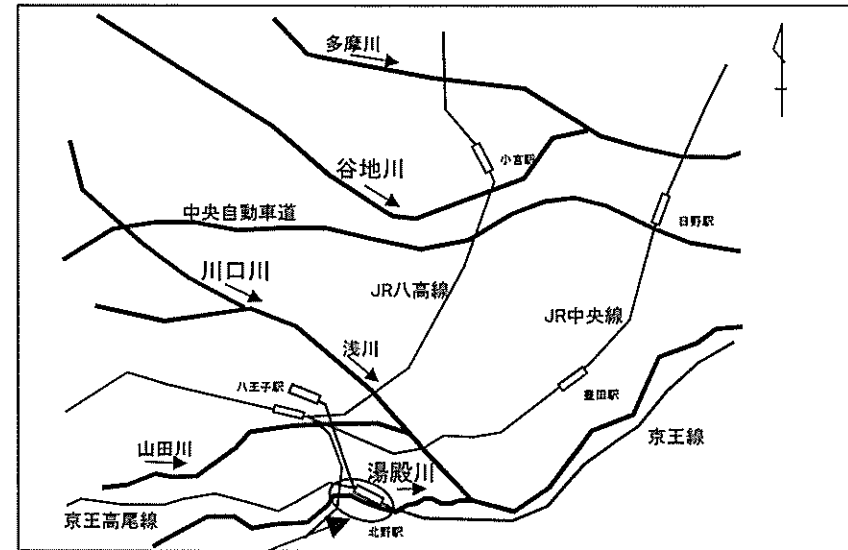 多摩川
小宮駅
谷地川
中央自動車道
日野駅
川口川
JR八高線
JR中央線
浅川
八王子駅
豊田駅
京王線
山田川
湯殿川
京王高尾線
北野駅